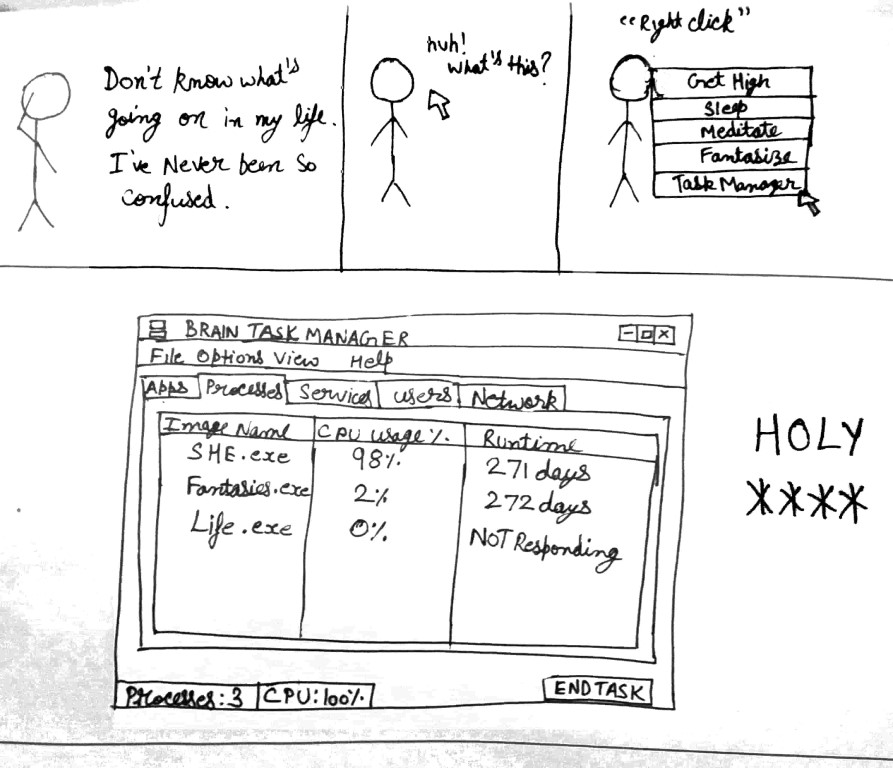 Don't know what's
going on in my life.
I've Never been so
confused.
huh!
what's this?
"Right click"
Get High
Sleep
Meditate
Fantasize
Task Manager
BRAIN TASK MANAGER
File Options View Help
Apps Processes Services Users Network
Image Name CPU Usage % Runtime
SHE.exe 98% 271 days
Fantasies.exe 2% 272 days
Life.exe 0% NOT Responding
HOLY
****
Processes:3 CPU:100% END TASK